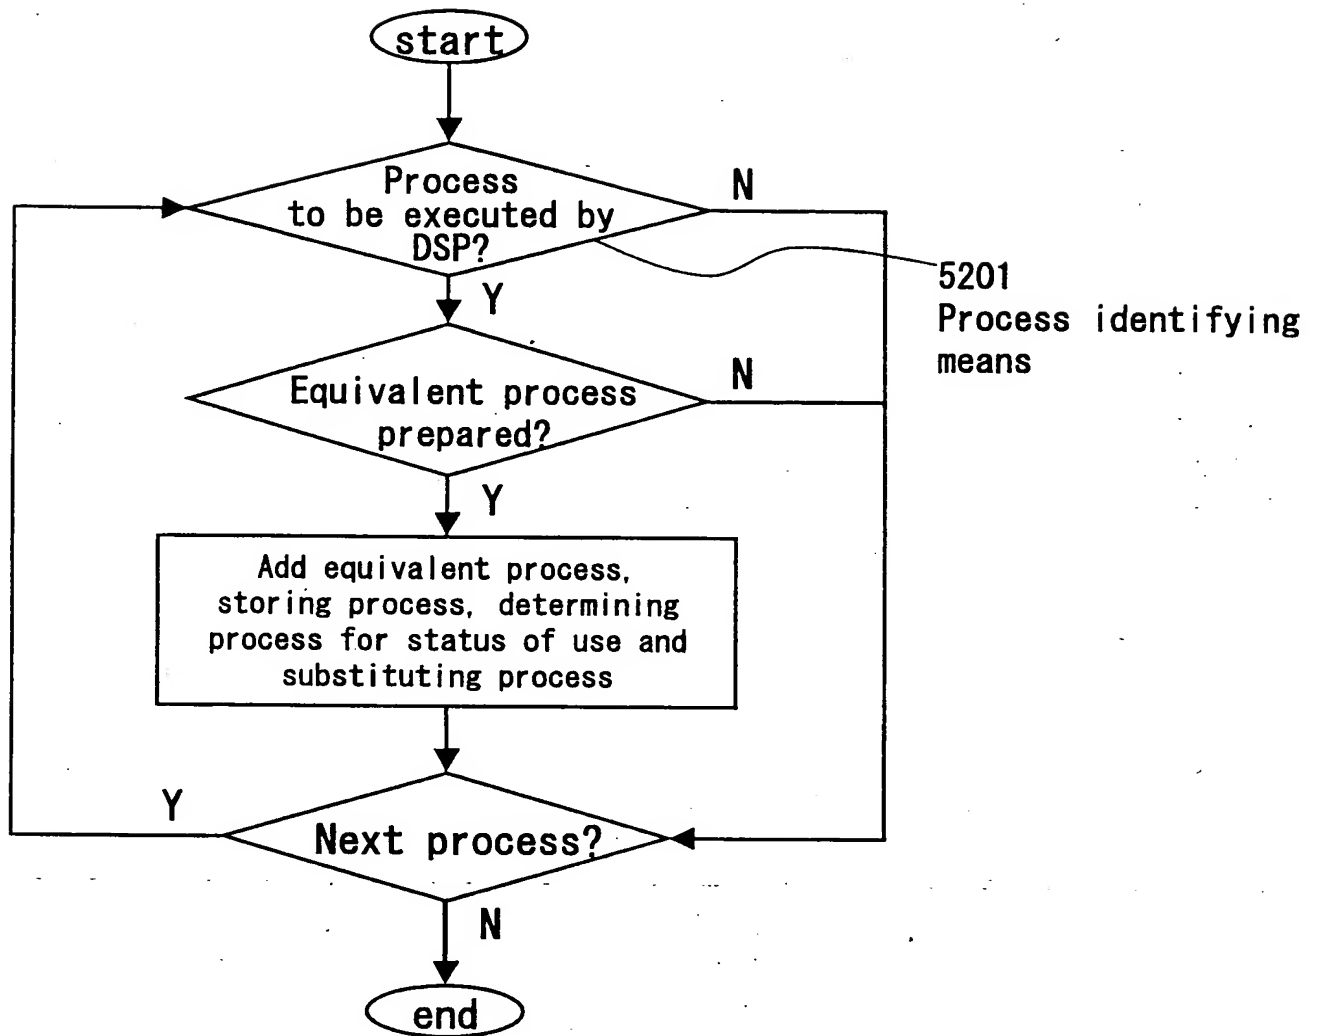 start
Process
to be executed by
DSP?
N
Y
5201
Process identifying
means
Equivalent process
prepared?
N
Y
Add equivalent process,
storing process, determining
process for status of use and
substituting process
Y
Next process?
N
end